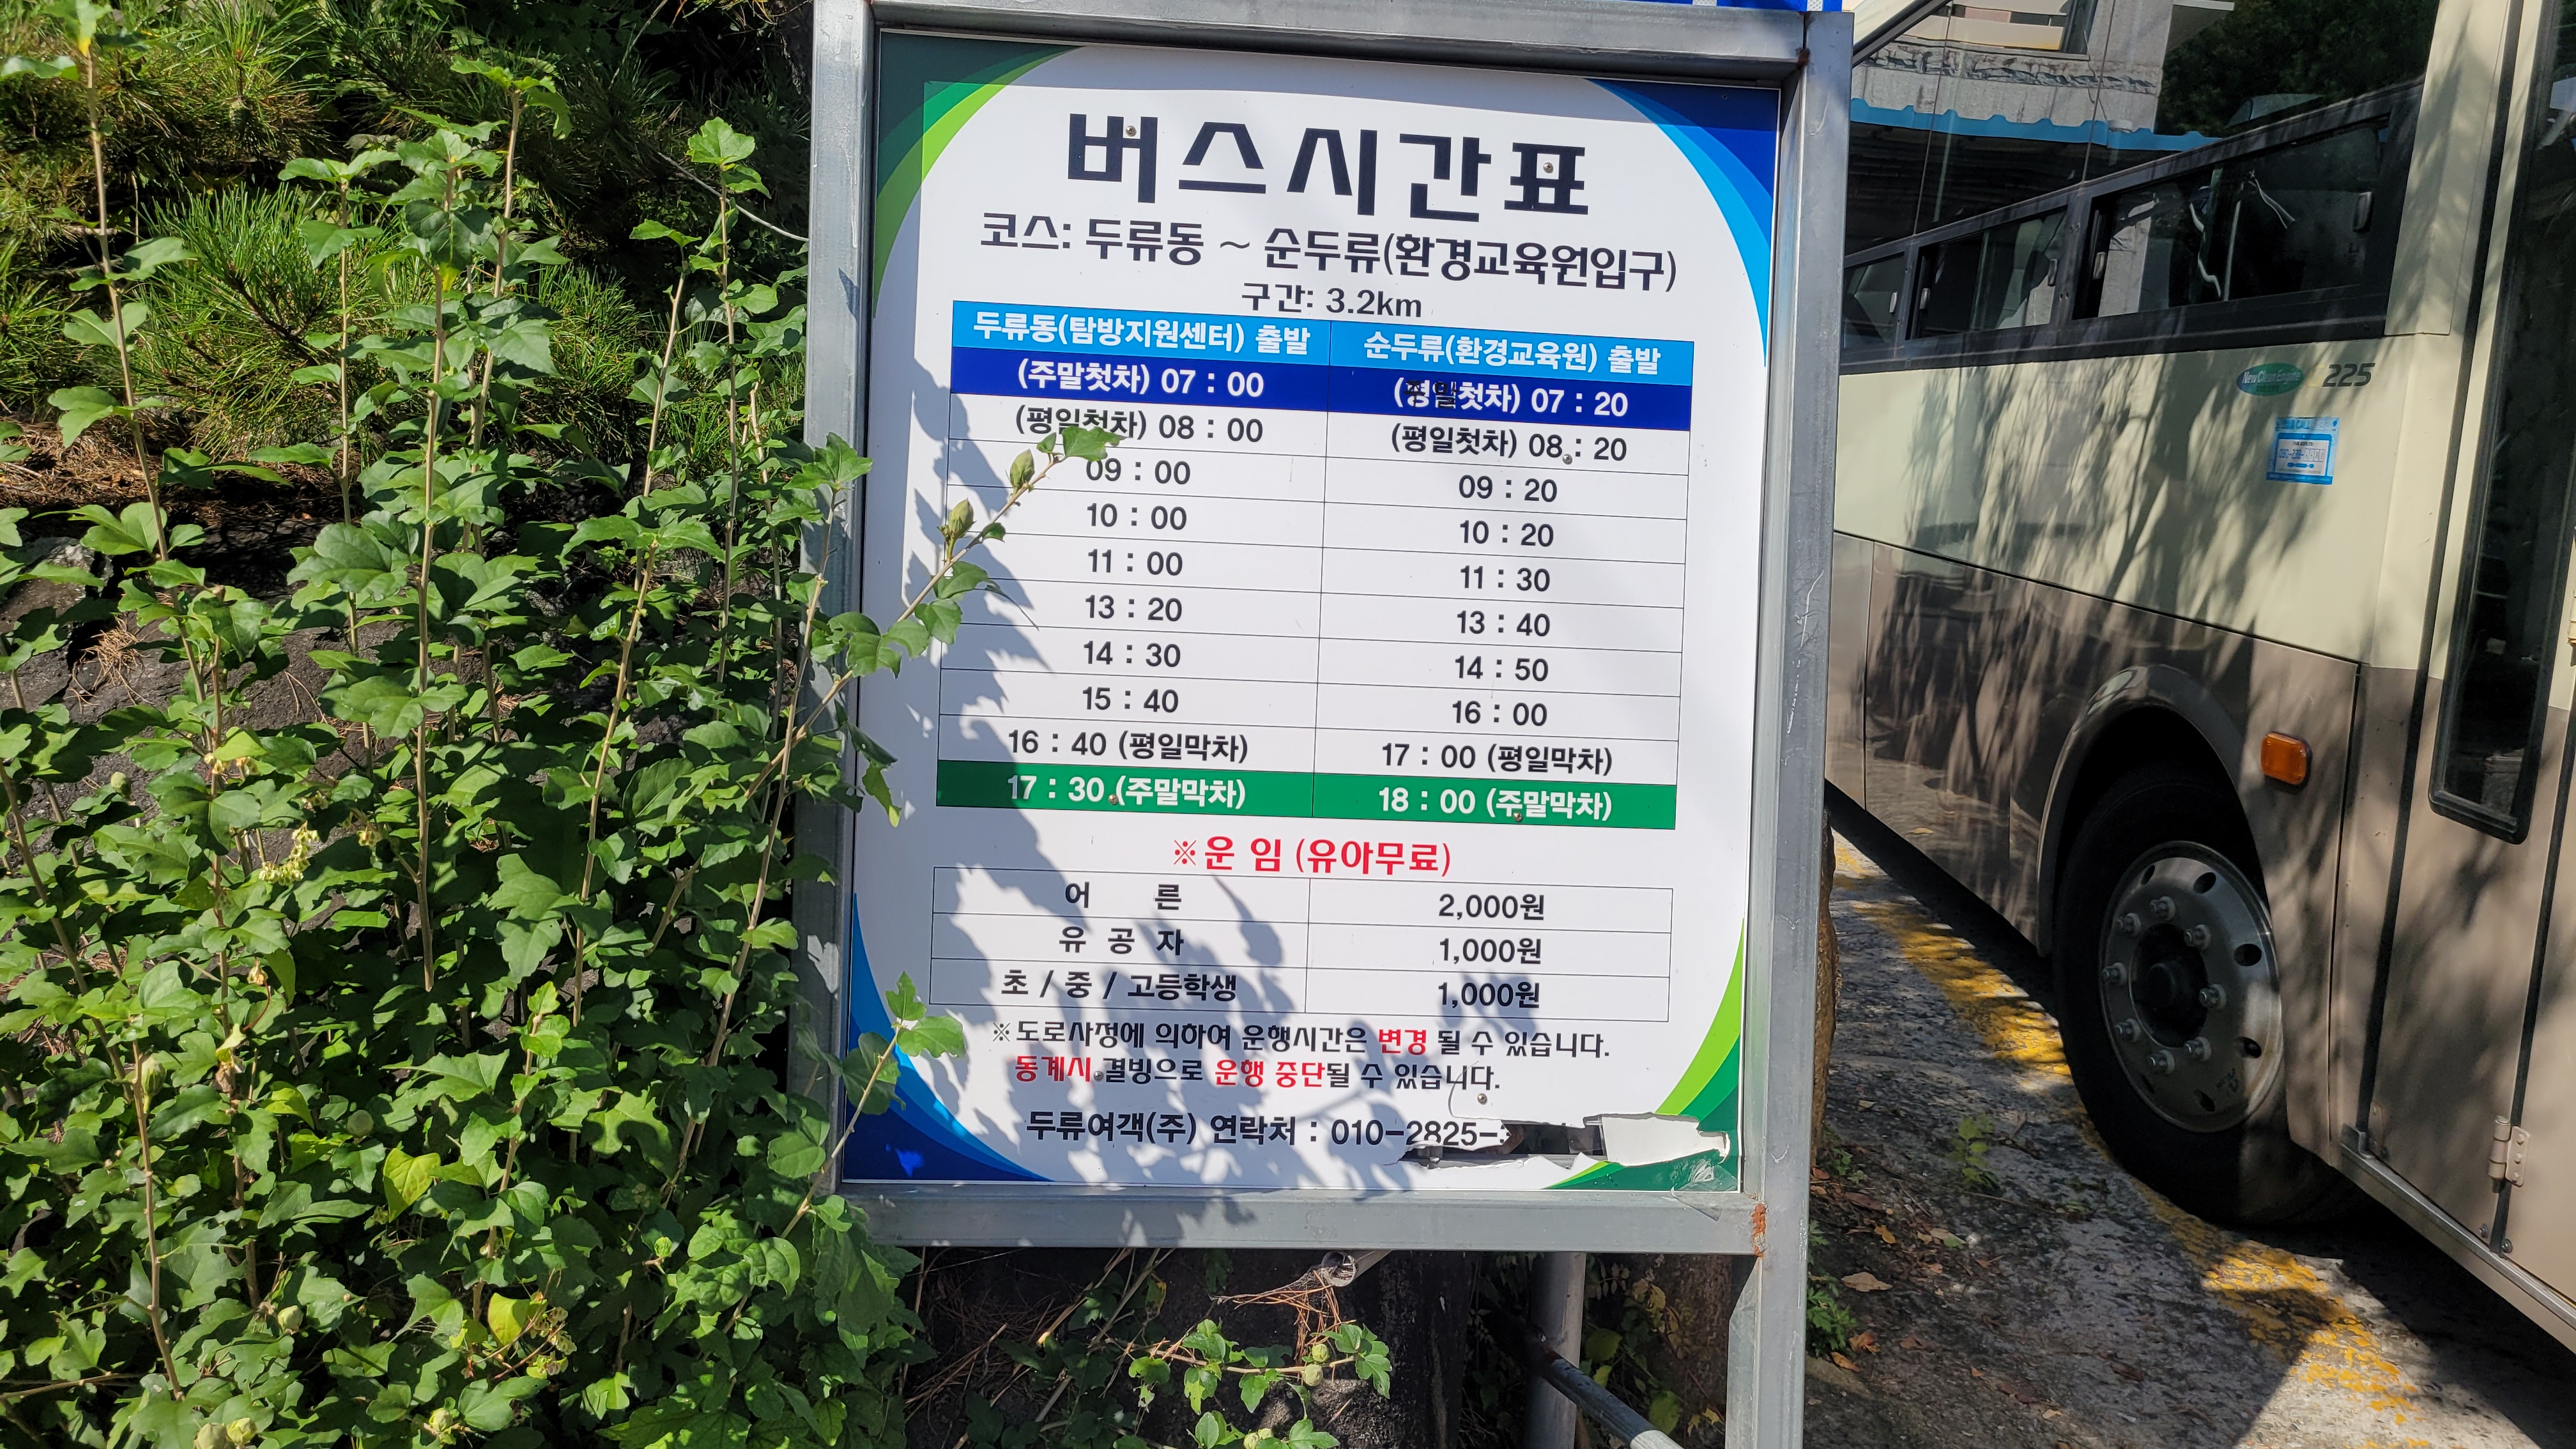 버스시간표
코스: 두류동 ~ 순두류(환경교육원입구)
구간: 3.2km
두류동(탐방지원센터) 출발 순두류(환경교육원) 출발
(주말첫차) 07 : 00 첫차) 07 : 20
(평일첫차) 08 : 00 (평일첫차) 08 : 20
09 : 00 09 : 20
10 : 00 10 : 20
11 : 00 11 : 30
13 : 20 13 : 40
14 : 30 14 : 50
15 : 40 16 : 00
16 : 40 (평일막차) 17 : 00 (평일막차)
17 : 30 (주말막차) 18 : 00 (주말막차)
※운 임 (유아무료)
어 른 2,000원
유 공 자 1,000원
초 / 중 / 고등학생 1,000원
※도로사정에 의하여 운행시간은 변경 될 수 있습니다.
동계시 결빙으로 운행 중단될 수 있습니다.
두류여객(주) 연락처 : 010-2825-
New Clean Engine 225